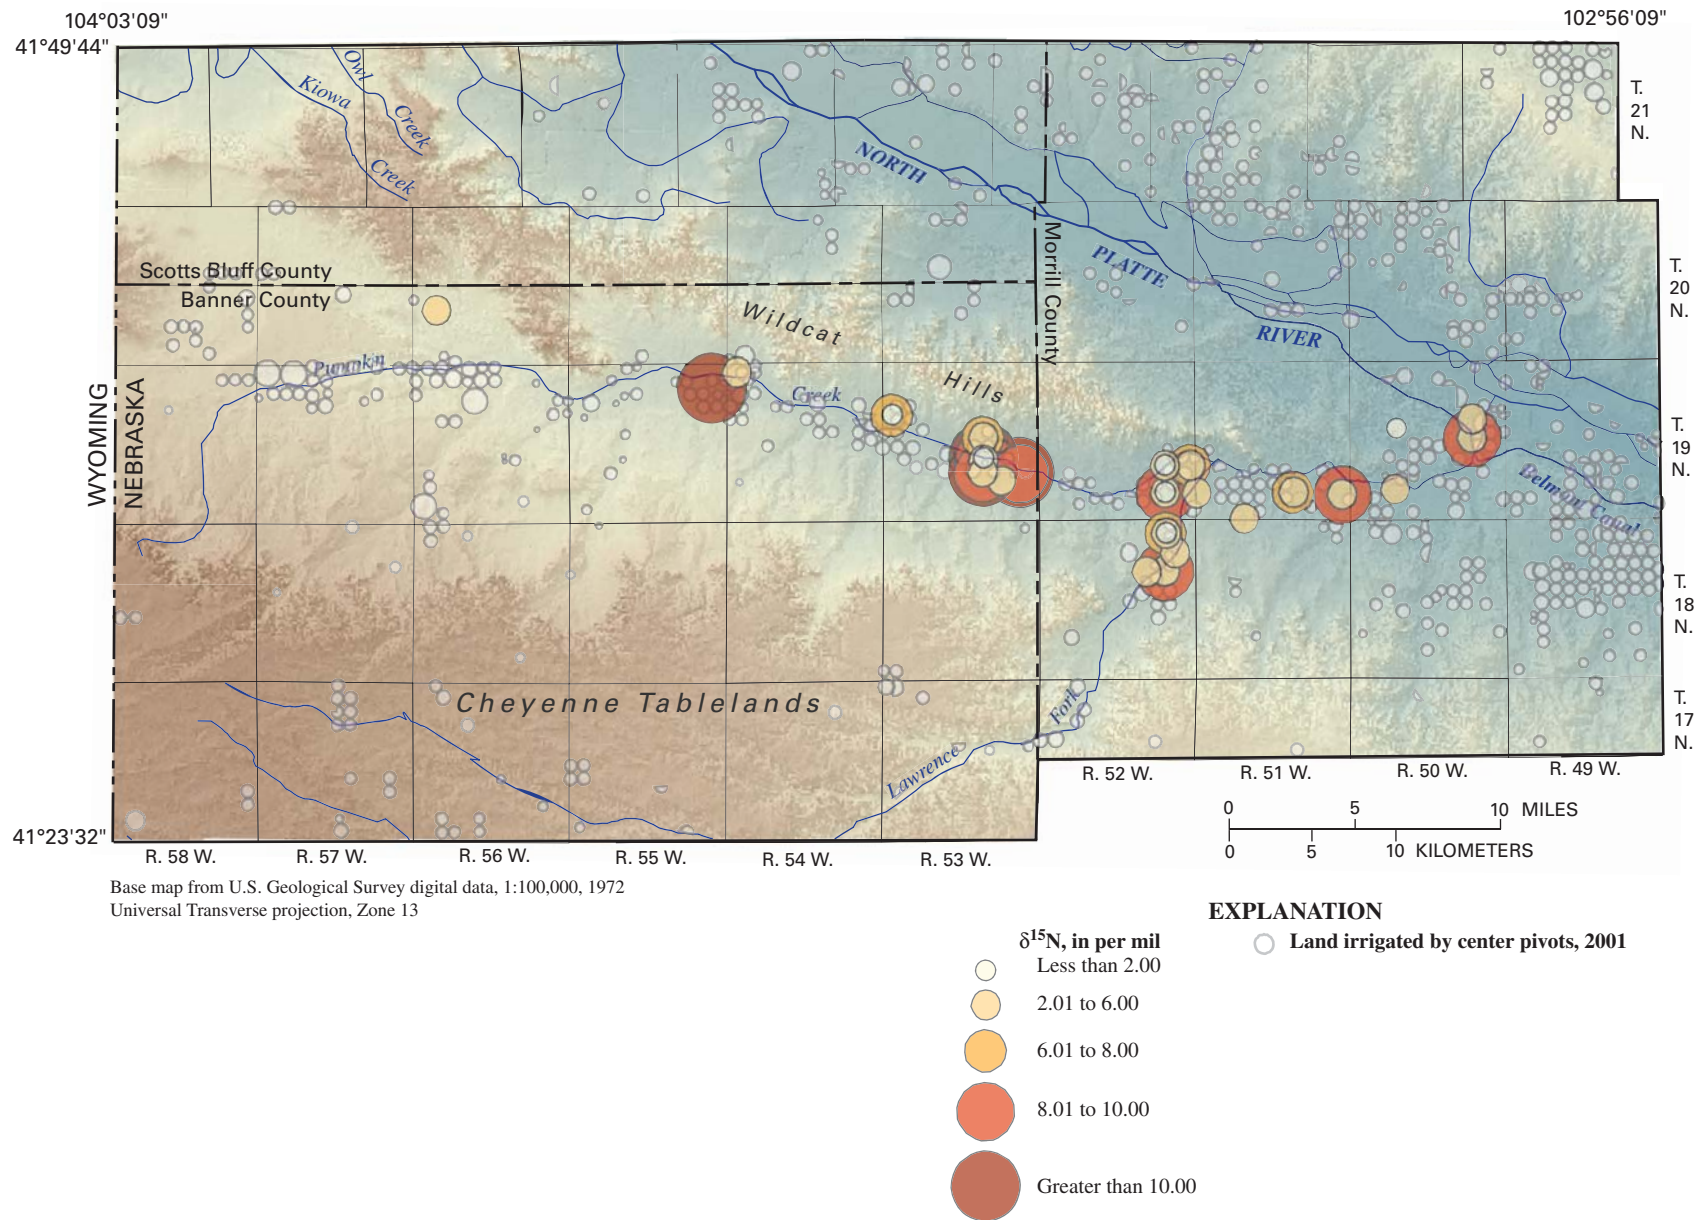 104°03'09"
102°56'09"
41°49'44"
Owl
Creek
Kiowa
Creek
T.
21
N.
NORTH
PLATTE
RIVER
Scotts Bluff County
Banner County
Morrill County
T.
20
N.
Wildcat
Hills
Pumpkin
Creek
WYOMING
NEBRASKA
T.
19
N.
Belmont Canal
T.
18
N.
Cheyenne Tablelands
Lawrence
Fork
T.
17
N.
41°23'32"
R. 58 W.
R. 57 W.
R. 56 W.
R. 55 W.
R. 54 W.
R. 53 W.
R. 52 W.
R. 51 W.
R. 50 W.
R. 49 W.
0 5 10 MILES
0 5 10 KILOMETERS
Base map from U.S. Geological Survey digital data, 1:100,000, 1972
Universal Transverse projection, Zone 13
EXPLANATION
δ15N, in per mil
Less than 2.00
2.01 to 6.00
6.01 to 8.00
8.01 to 10.00
Greater than 10.00
Land irrigated by center pivots, 2001